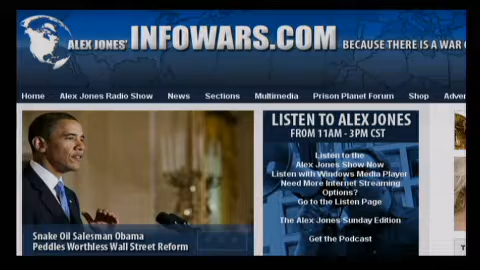 ALEX JONES' INFOWARS.COM BECAUSE THERE IS A WAR
Home Alex Jones Radio Show News Sections Multimedia Prison Planet Forum Shop
LISTEN TO ALEX JONES
FROM 11AM - 3PM CST
Listen to the
Alex Jones Show Now
Listen with Windows Media Player
Need More Internet Streaming
Options?
Go to the Listen Page
The Alex Jones Sunday Edition
Get the Podcast
Snake Oil Salesman Obama
Peddles Worthless Wall Street Reform